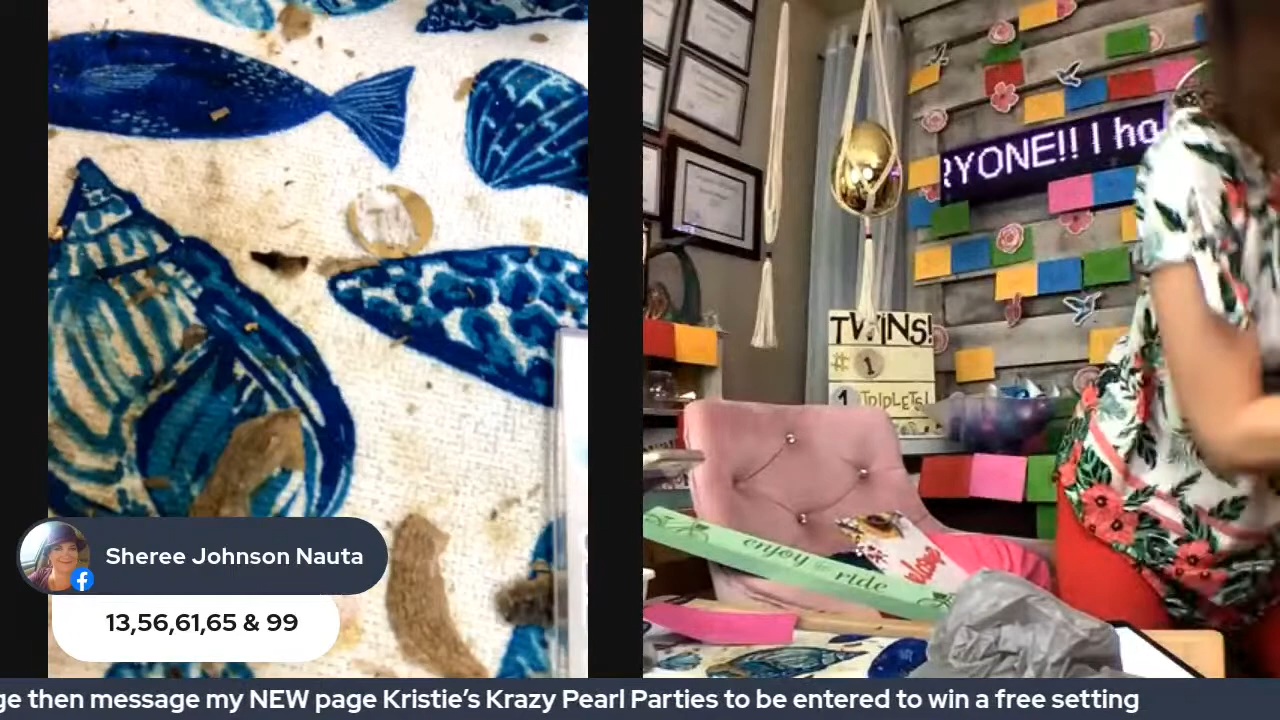 RYONE!! I ha
TWINS!
# 1
1 TRIPLETS!
enjoy the ride
Sheree Johnson Nauta
13,56,61,65 & 99
ge then message my NEW page Kristie's Krazy Pearl Parties to be entered to win a free setting